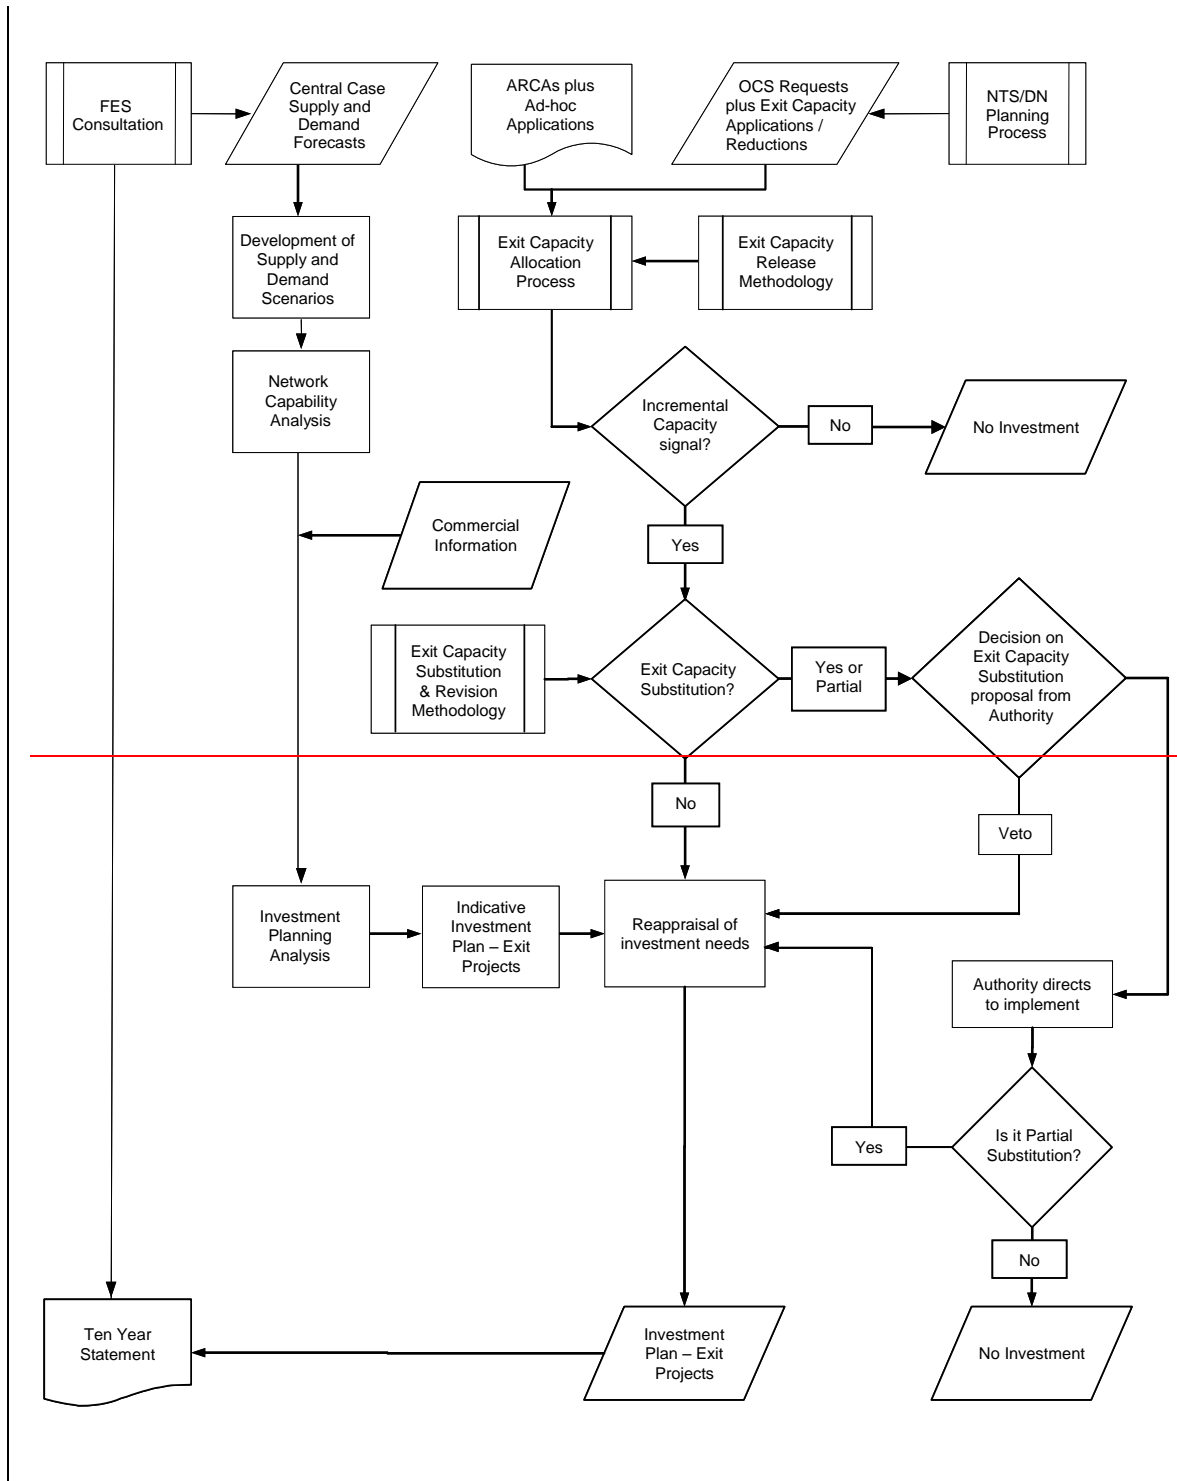 FES
Consultation
Central Case
Supply and
Demand
Forecasts
ARCAs plus
Ad-hoc
Applications
OCS Requests
plus Exit Capacity
Applications /
Reductions
NTS/DN
Planning
Process
Development of
Supply and
Demand
Scenarios
Exit Capacity
Allocation
Process
Exit Capacity
Release
Methodology
Network
Capability
Analysis
Incremental
Capacity
signal?
No
No Investment
Commercial
Information
Yes
Exit Capacity
Substitution
& Revision
Methodology
Exit Capacity
Substitution?
Yes or
Partial
Decision on
Exit Capacity
Substitution
proposal from
Authority
No
Veto
Investment
Planning
Analysis
Indicative
Investment
Plan – Exit
Projects
Reappraisal of
investment needs
Authority directs
to implement
Yes
Is it Partial
Substitution?
No
Ten Year
Statement
Investment
Plan – Exit
Projects
No Investment